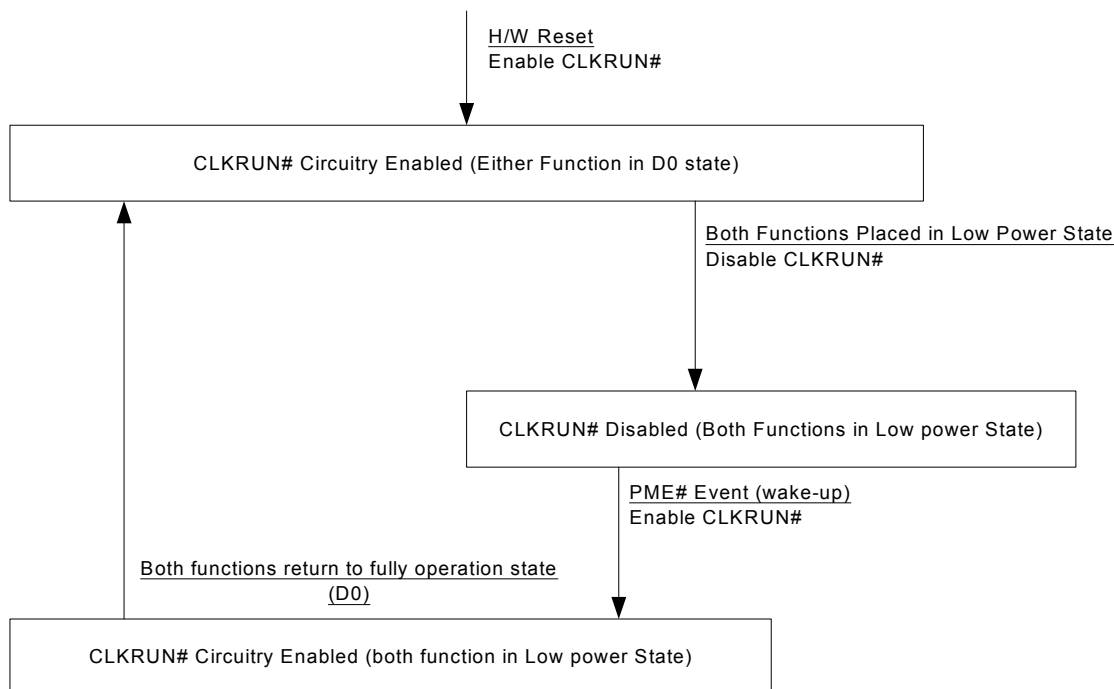 H/W Reset
Enable CLKRUN#
CLKRUN# Circuitry Enabled (Either Function in D0 state)
Both Functions Placed in Low Power State
Disable CLKRUN#
CLKRUN# Disabled (Both Functions in Low power State)
PME# Event (wake-up)
Enable CLKRUN#
Both functions return to fully operation state
(D0)
CLKRUN# Circuitry Enabled (both function in Low power State)